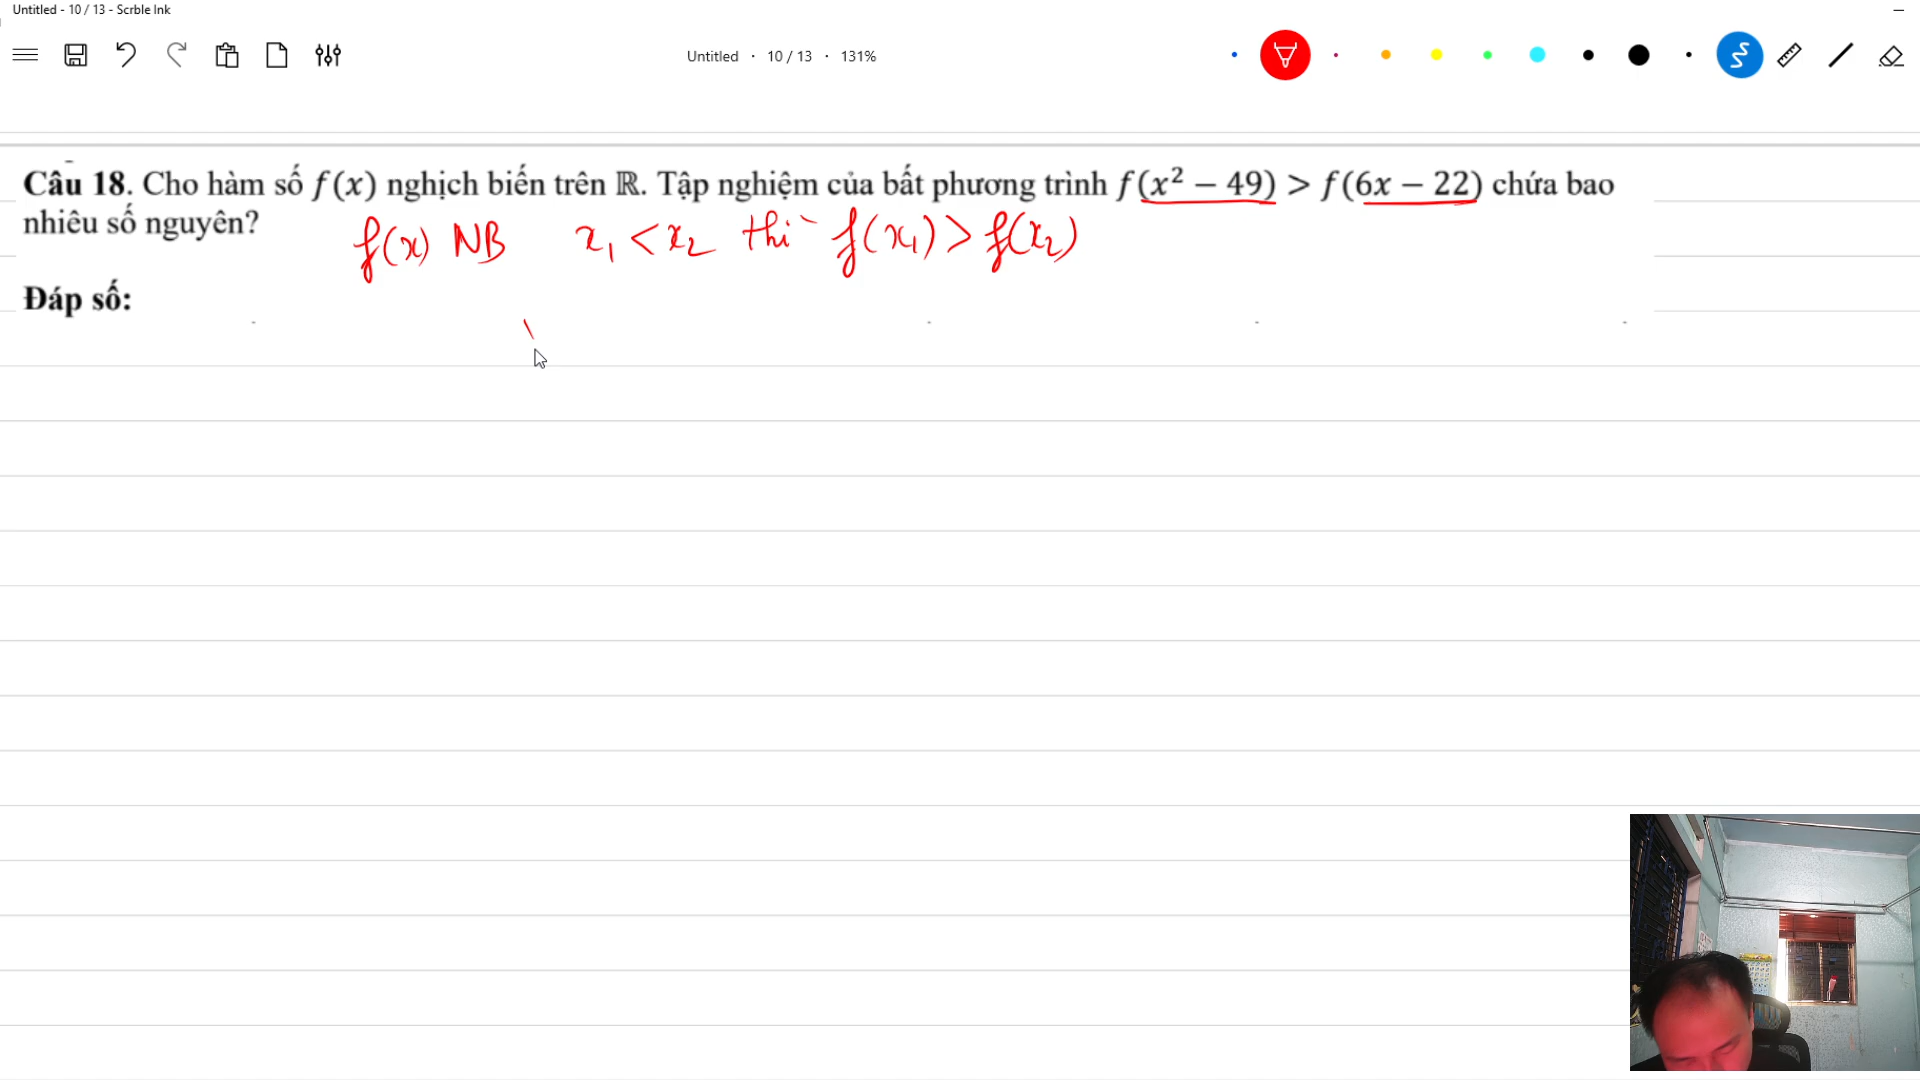 Untitled - 10 / 13 - Scrble Ink
Untitled · 10 / 13 · 131%
Câu 18. Cho hàm số f(x) nghịch biến trên ℝ. Tập nghiệm của bất phương trình f(x² − 49) > f(6x − 22) chứa bao
nhiêu số nguyên?
f(x) NB x₁ < x₂ thì f(x₁) > f(x₂)
Đáp số: